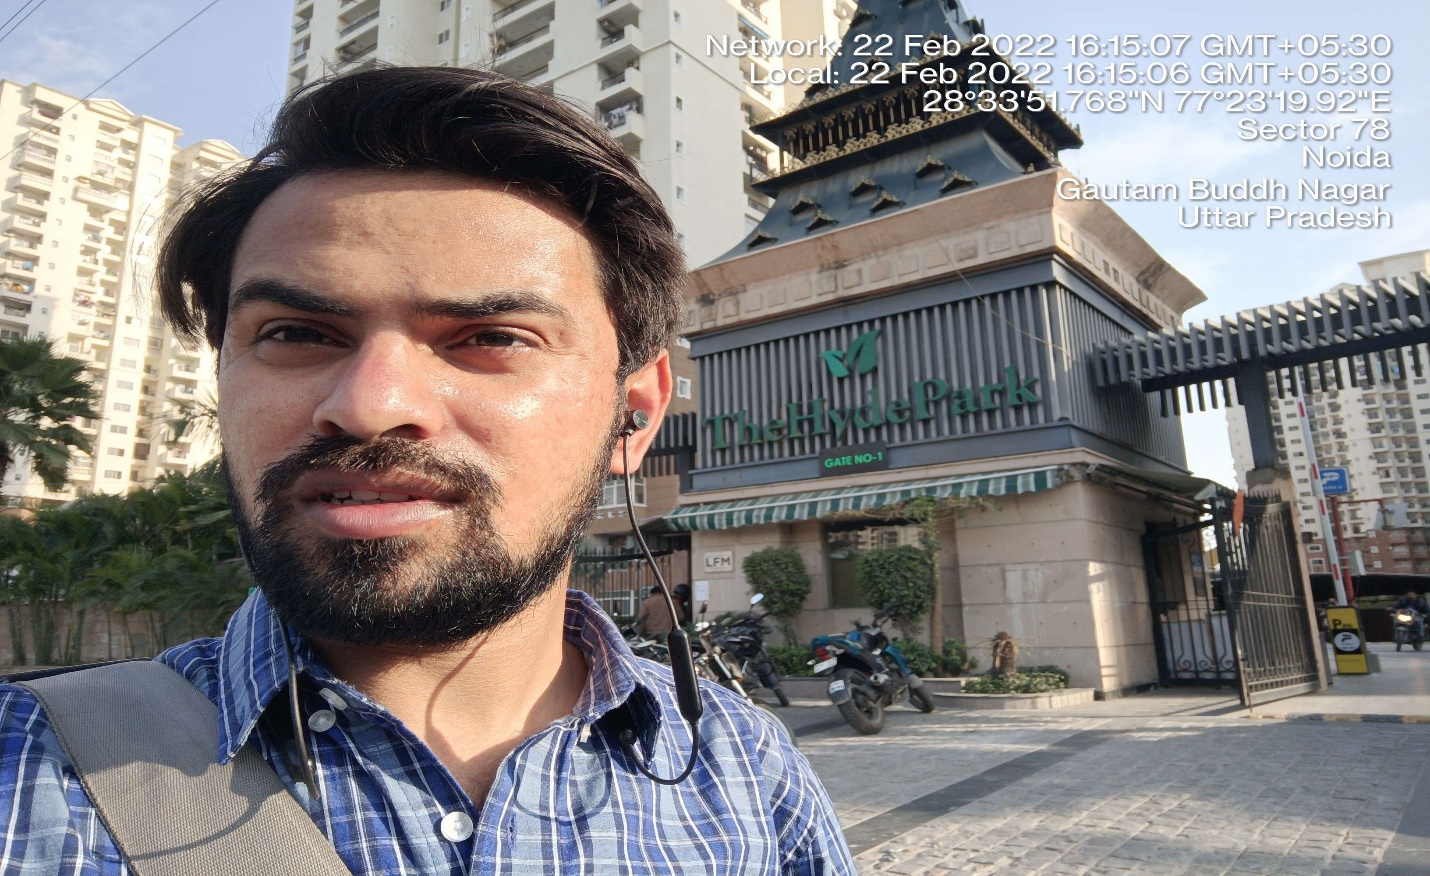 Network: 22 Feb 2022 16:15:07 GMT+05:30
Local: 22 Feb 2022 16:15:06 GMT+05:30
28°33'51.768"N 77°23'19.92"E
Sector 78
Noida
Gautam Buddh Nagar
Uttar Pradesh
TheHydePark
GATE NO-1
LFM
P